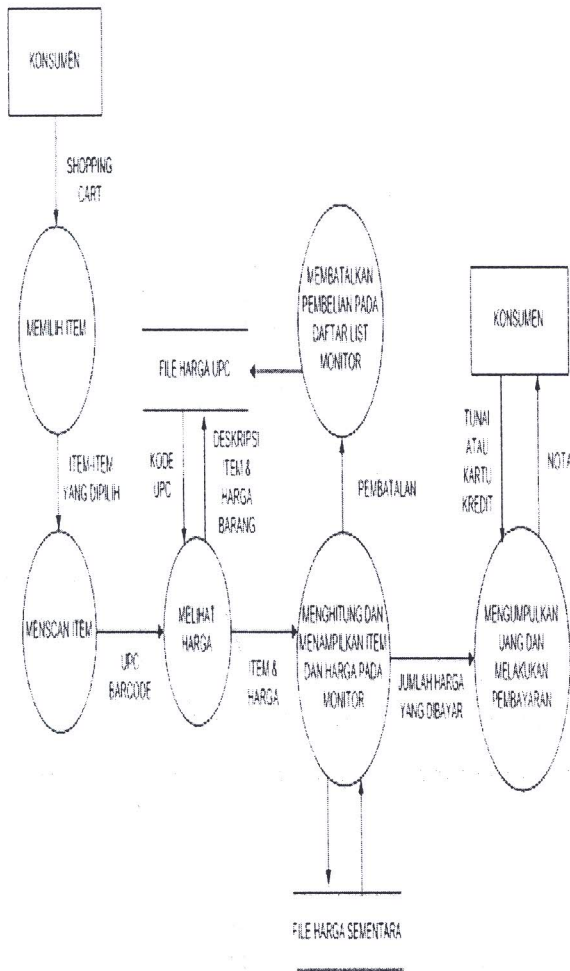 KONSUMEN
SHOPPING
CART
MEMILIH ITEM
ITEM-ITEM
YANG DIPILIH
MENSCAN ITEM
UPC
BARCODE
FILE HARGA UPC
KODE
UPC
DESKRIPSI
ITEM &
HARGA
BARANG
MELIHAT
HARGA
ITEM &
HARGA
MEMBATALKAN
PEMBELIAN PADA
DAFTAR LIST
MONITOR
PEMBATALAN
MENGHITUNG DAN
MENAMPILKAN ITEM
DAN HARGA PADA
MONITOR
JUMLAH HARGA
YANG DIBAYAR
FILE HARGA SEMENTARA
KONSUMEN
TUNAI
ATAU
KARTU
KREDIT
NOTA
MENGUMPULKAN
UANG DAN
MELAKUKAN
PEMBAYARAN